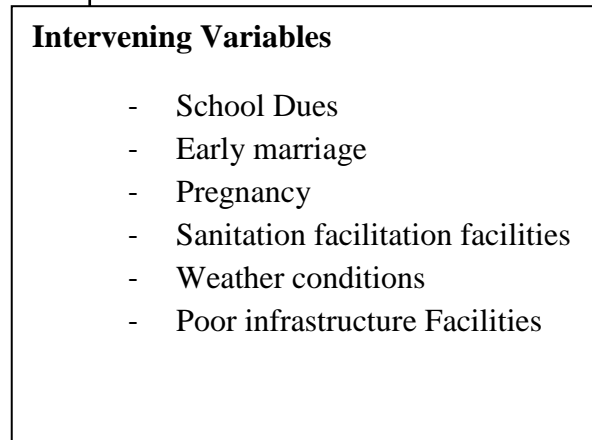 Intervening Variables
- School Dues
- Early marriage
- Pregnancy
- Sanitation facilitation facilities
- Weather conditions
- Poor infrastructure Facilities